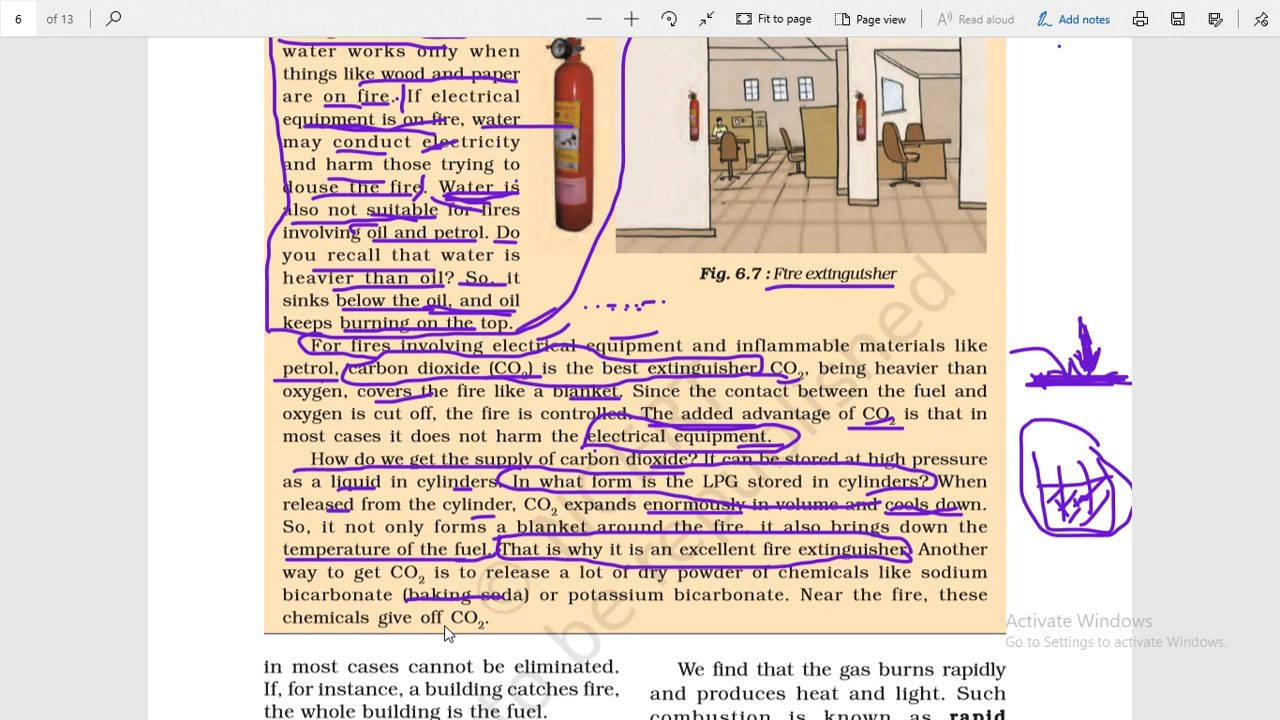 6 of 13 Fit to page Page view Read aloud Add notes
water works only when
things like wood and paper
are on fire. If electrical
equipment is on fire, water
may conduct electricity
and harm those trying to
douse the fire. Water is
also not suitable for fires
involving oil and petrol. Do
you recall that water is
heavier than oil? So, it
sinks below the oil, and oil
keeps burning on the top.
Fig. 6.7 : Fire extinguisher
For fires involving electrical equipment and inflammable materials like
petrol, carbon dioxide (CO₂) is the best extinguisher. CO₂, being heavier than
oxygen, covers the fire like a blanket. Since the contact between the fuel and
oxygen is cut off, the fire is controlled. The added advantage of CO₂ is that in
most cases it does not harm the electrical equipment.
How do we get the supply of carbon dioxide? It can be stored at high pressure
as a liquid in cylinders. In what form is the LPG stored in cylinders? When
released from the cylinder, CO₂ expands enormously in volume and cools down.
So, it not only forms a blanket around the fire, it also brings down the
temperature of the fuel. That is why it is an excellent fire extinguisher. Another
way to get CO₂ is to release a lot of dry powder of chemicals like sodium
bicarbonate (baking soda) or potassium bicarbonate. Near the fire, these
chemicals give off CO₂.
in most cases cannot be eliminated.
If, for instance, a building catches fire,
the whole building is the fuel.
We find that the gas burns rapidly
and produces heat and light. Such
combustion is known as rapid
Activate Windows
Go to Settings to activate Windows.
to be republished